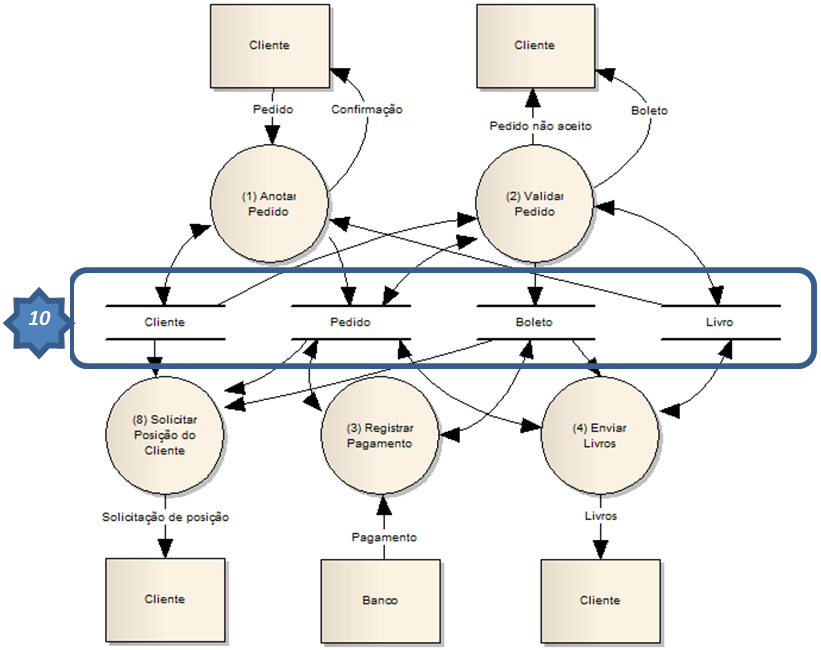 Cliente
Cliente
Pedido
Confirmação
Pedido não aceito
Boleto
(1) Anotar
Pedido
(2) Validar
Pedido
10
Cliente
Pedido
Boleto
Livro
(8) Solicitar
Posição do
Cliente
(3) Registrar
Pagamento
(4) Enviar
Livros
Solicitação de posição
Pagamento
Livros
Cliente
Banco
Cliente